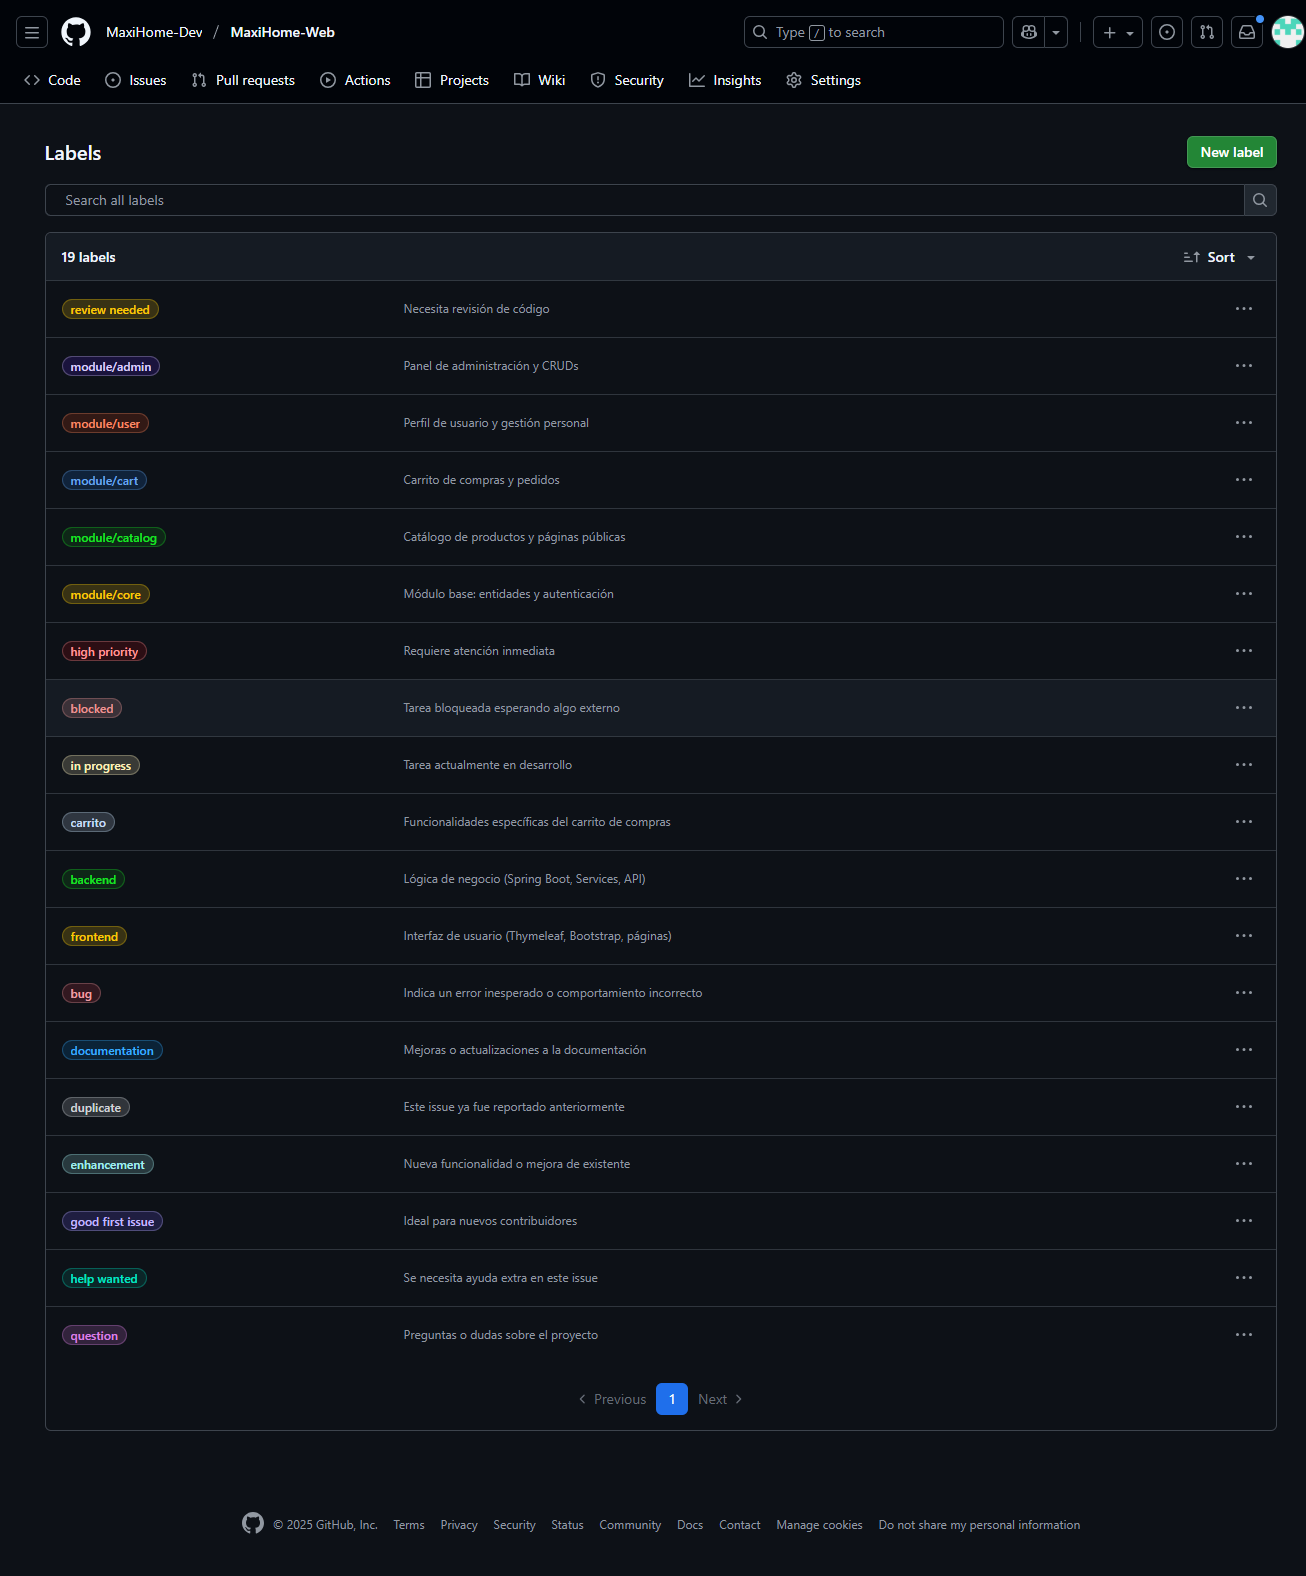 MaxiHome-Dev / MaxiHome-Web Type / to search
Code Issues Pull requests Actions Projects Wiki Security Insights Settings
Labels New label
Search all labels
19 labels Sort
review needed Necesita revisión de código
module/admin Panel de administración y CRUDs
module/user Perfil de usuario y gestión personal
module/cart Carrito de compras y pedidos
module/catalog Catálogo de productos y páginas públicas
module/core Módulo base: entidades y autenticación
high priority Requiere atención inmediata
blocked Tarea bloqueada esperando algo externo
in progress Tarea actualmente en desarrollo
carrito Funcionalidades específicas del carrito de compras
backend Lógica de negocio (Spring Boot, Services, API)
frontend Interfaz de usuario (Thymeleaf, Bootstrap, páginas)
bug Indica un error inesperado o comportamiento incorrecto
documentation Mejoras o actualizaciones a la documentación
duplicate Este issue ya fue reportado anteriormente
enhancement Nueva funcionalidad o mejora de existente
good first issue Ideal para nuevos contribuidores
help wanted Se necesita ayuda extra en este issue
question Preguntas o dudas sobre el proyecto
Previous 1 Next
© 2025 GitHub, Inc. Terms Privacy Security Status Community Docs Contact Manage cookies Do not share my personal information